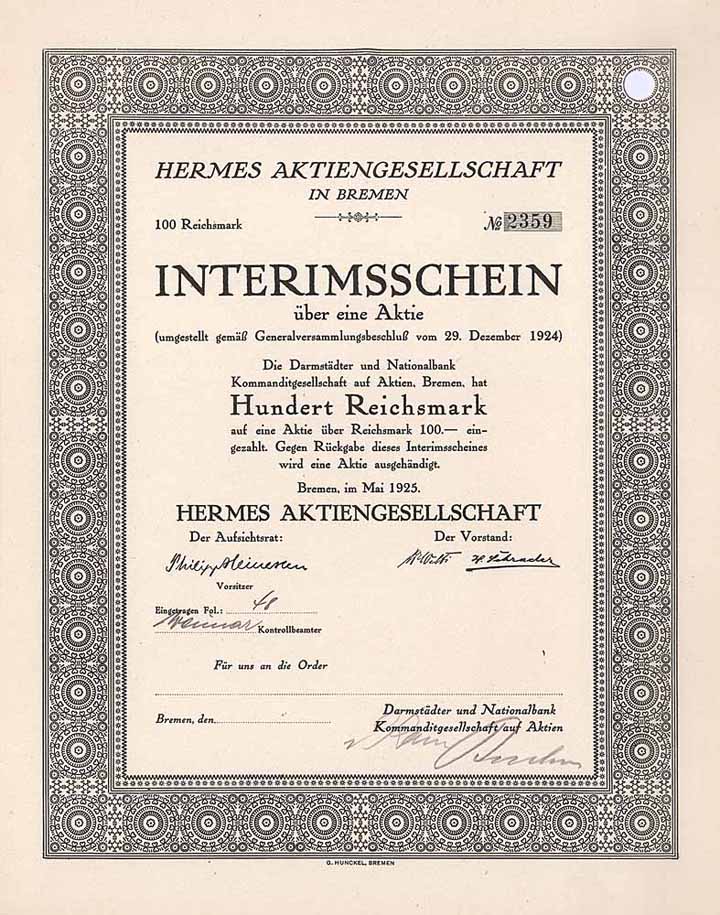 HERMES AKTIENGESELLSCHAFT
IN BREMEN
100 Reichsmark
№ 2359
INTERIMSSCHEIN
über eine Aktie
(umgestellt gemäß Generalversammlungsbeschluß vom 29. Dezember 1924)
Die Darmstädter und Nationalbank
Kommanditgesellschaft auf Aktien, Bremen, hat
Hundert Reichsmark
auf eine Aktie über Reichsmark 100.— ein-
gezahlt. Gegen Rückgabe dieses Interimsscheines
wird eine Aktie ausgehändigt.
Bremen, im Mai 1925.
HERMES AKTIENGESELLSCHAFT
Der Aufsichtsrat: Der Vorstand:
Philipp Heineken
Vorsitzer
Eingetragen Fol.: 48
Kontrollbeamter
Für uns an die Order
Bremen, den
Darmstädter und Nationalbank
Kommanditgesellschaft auf Aktien
G. HUNCKEL, BREMEN